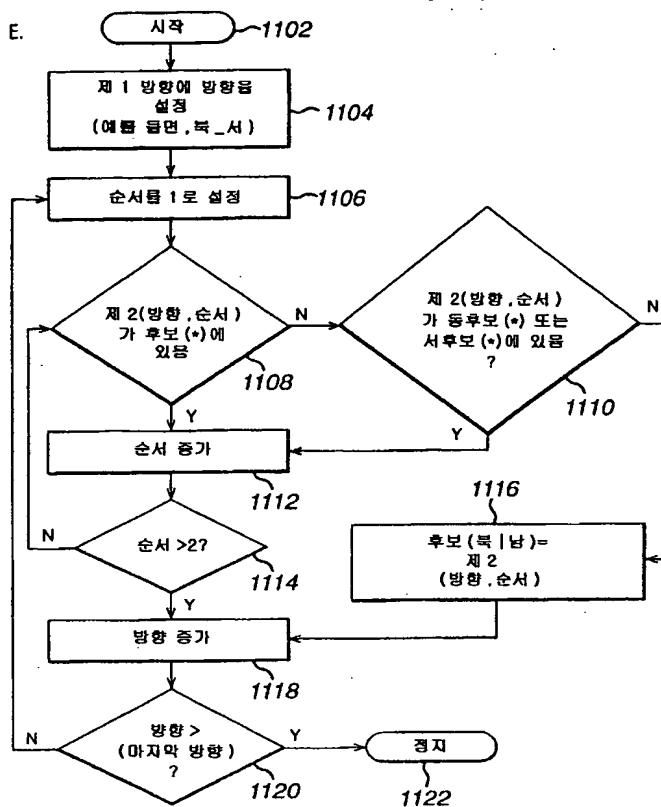 E.
시작
1102
제 1 방향에 방향을
설정
(예를 들면,북_서)
1104
순서를 1로 설정
1106
제 2(방향,순서)
가 후보(*)에
있음
N
1108
Y
제 2(방향,순서)
가 동후보(*) 또는
서후보(*)에 있음
?
N
1110
Y
순서 증가
1112
순서 >2?
N
1114
Y
1116
후보(북|남)=
제 2
(방향,순서)
방향 증가
1118
방향 >
(마지막 방향)
?
N
Y
1120
정지
1122